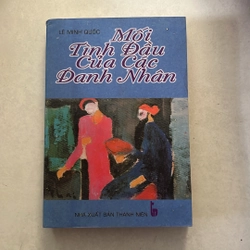 LÊ MINH QUỐC
Mối
Tình Đầu
Của Các
Danh Nhân
NHÀ XUẤT BẢN THANH NIÊN